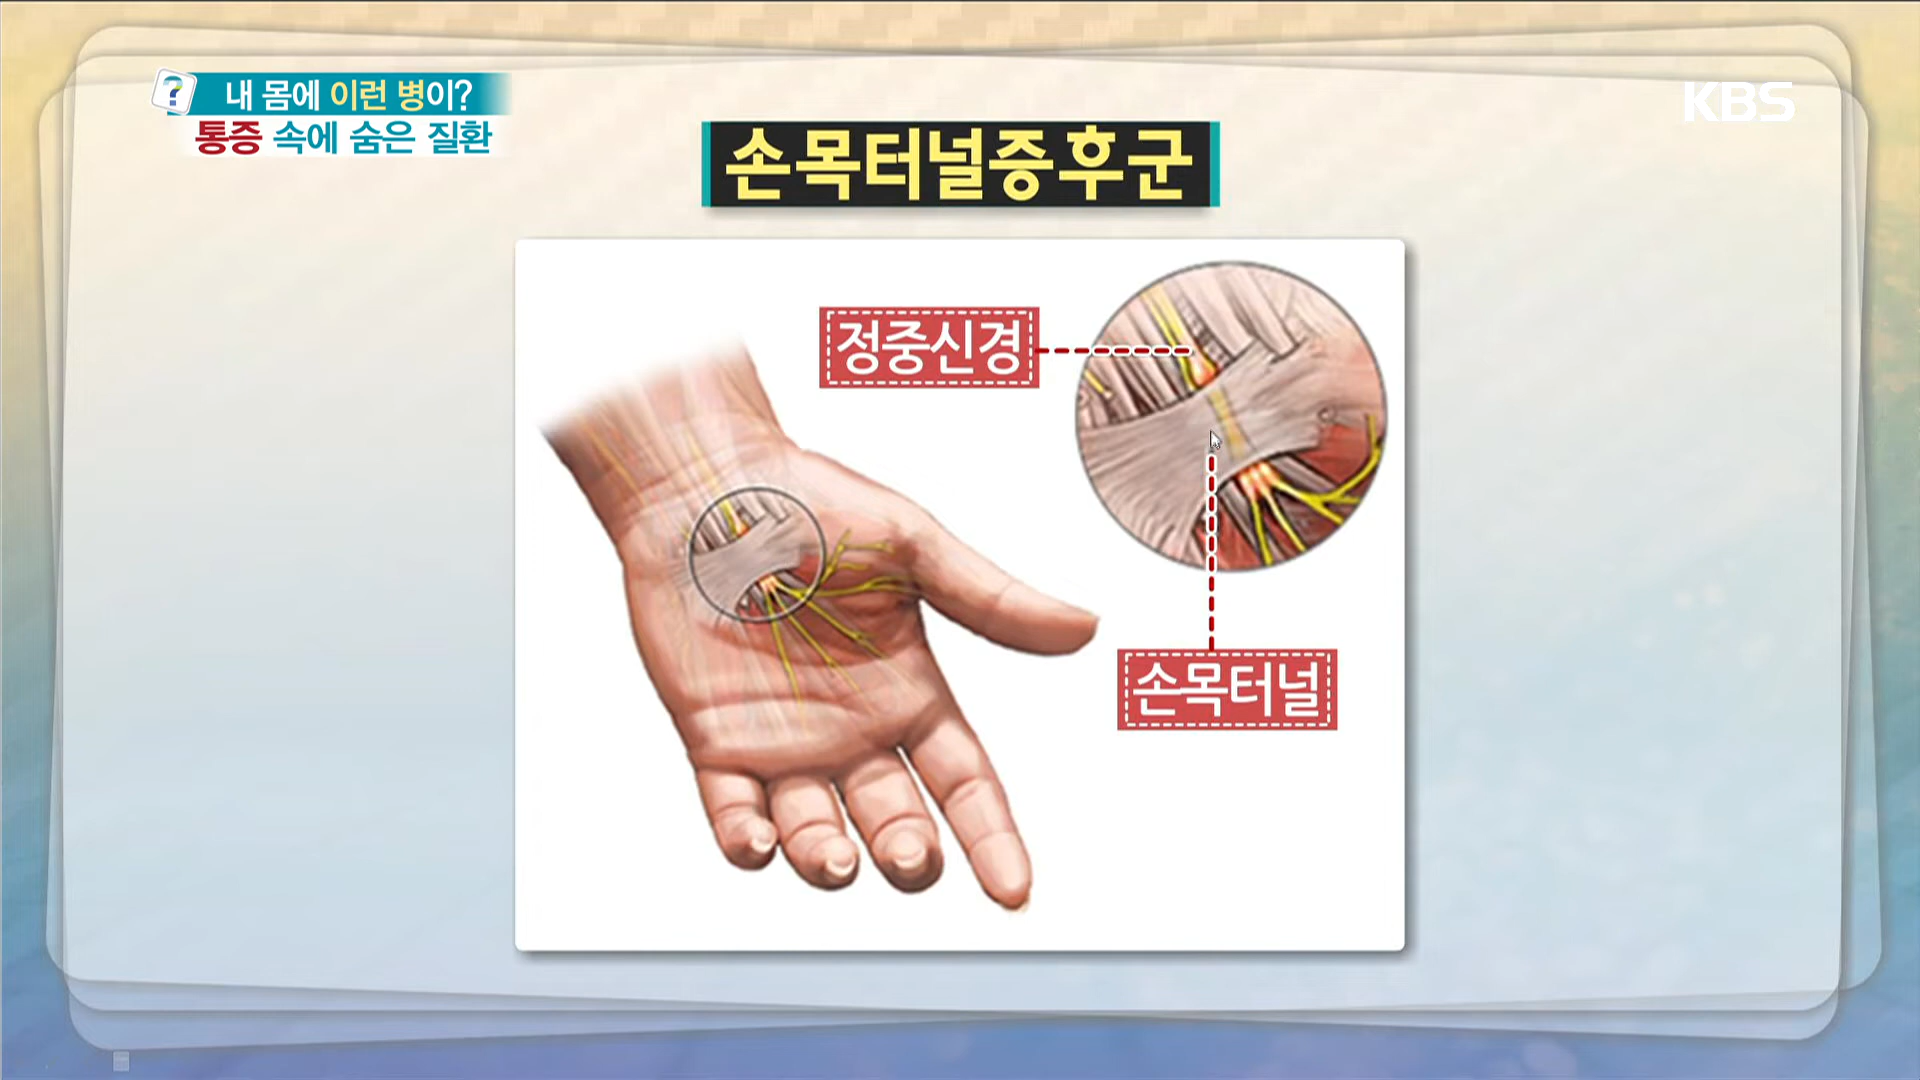 ?
내 몸에 이런 병이?
통증 속에 숨은 질환
KBS
손목터널증후군
정중신경
손목터널